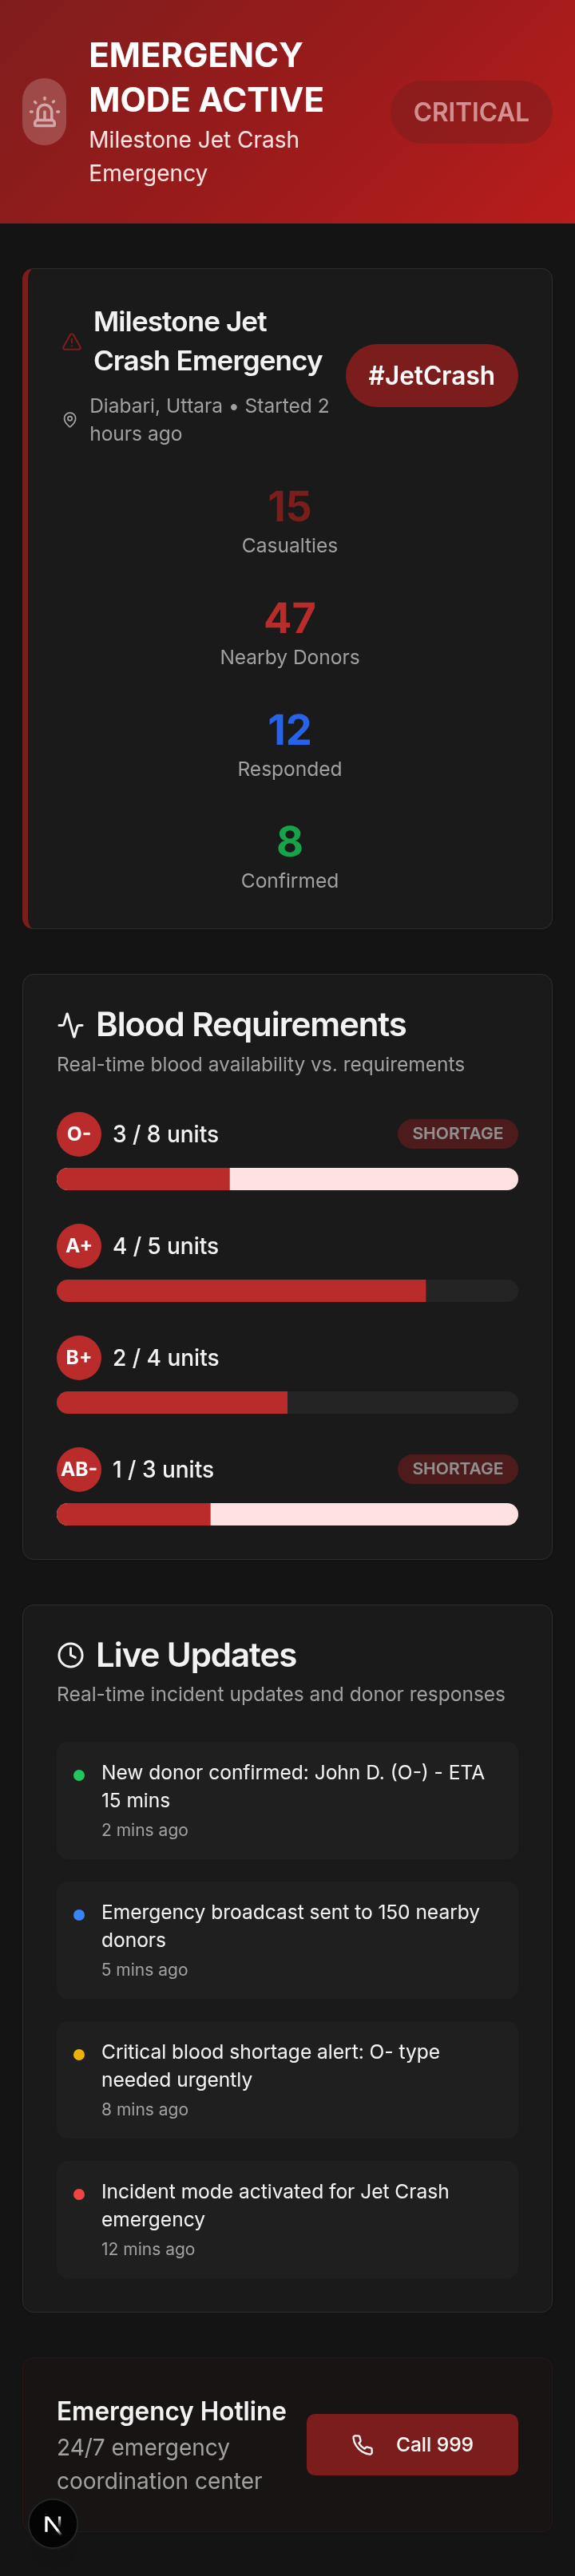 EMERGENCY
MODE ACTIVE
Milestone Jet Crash
Emergency
CRITICAL
Milestone Jet
Crash Emergency
#JetCrash
Diabari, Uttara • Started 2
hours ago
15
Casualties
47
Nearby Donors
12
Responded
8
Confirmed
Blood Requirements
Real-time blood availability vs. requirements
O- 3 / 8 units SHORTAGE
A+ 4 / 5 units
B+ 2 / 4 units
AB- 1 / 3 units SHORTAGE
Live Updates
Real-time incident updates and donor responses
New donor confirmed: John D. (O-) - ETA
15 mins
2 mins ago
Emergency broadcast sent to 150 nearby
donors
5 mins ago
Critical blood shortage alert: O- type
needed urgently
8 mins ago
Incident mode activated for Jet Crash
emergency
12 mins ago
Emergency Hotline
24/7 emergency
coordination center
Call 999
N